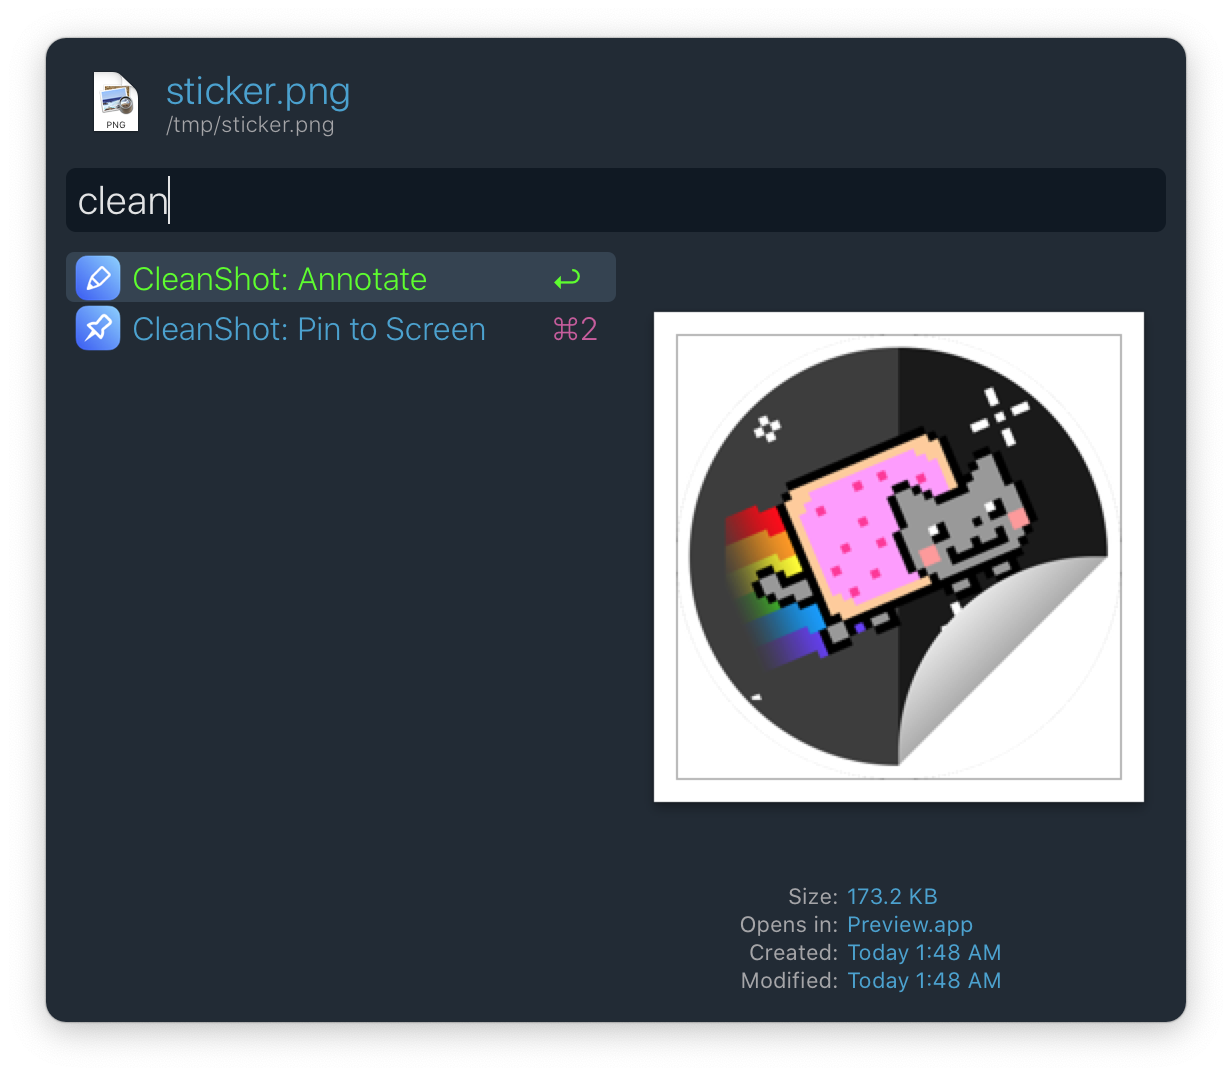 sticker.png
/tmp/sticker.png
PNG
clean
CleanShot: Annotate
CleanShot: Pin to Screen ⌘2
Size: 173.2 KB
Opens in: Preview.app
Created: Today 1:48 AM
Modified: Today 1:48 AM